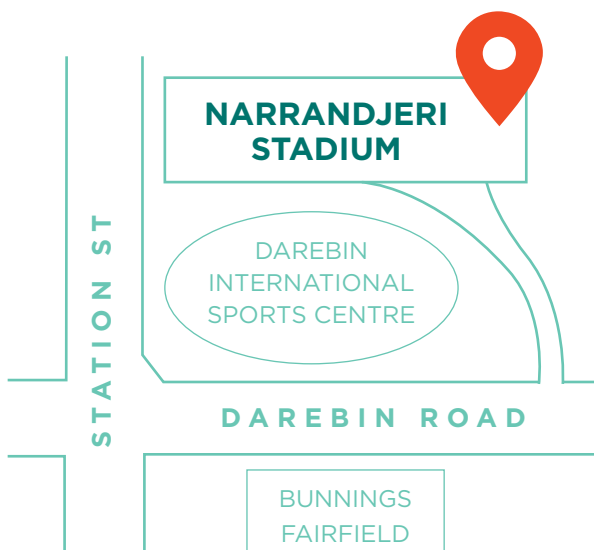 NARRANDJERI
STADIUM
DAREBIN
INTERNATIONAL
SPORTS CENTRE
STATION ST
DAREBIN ROAD
BUNNINGS
FAIRFIELD